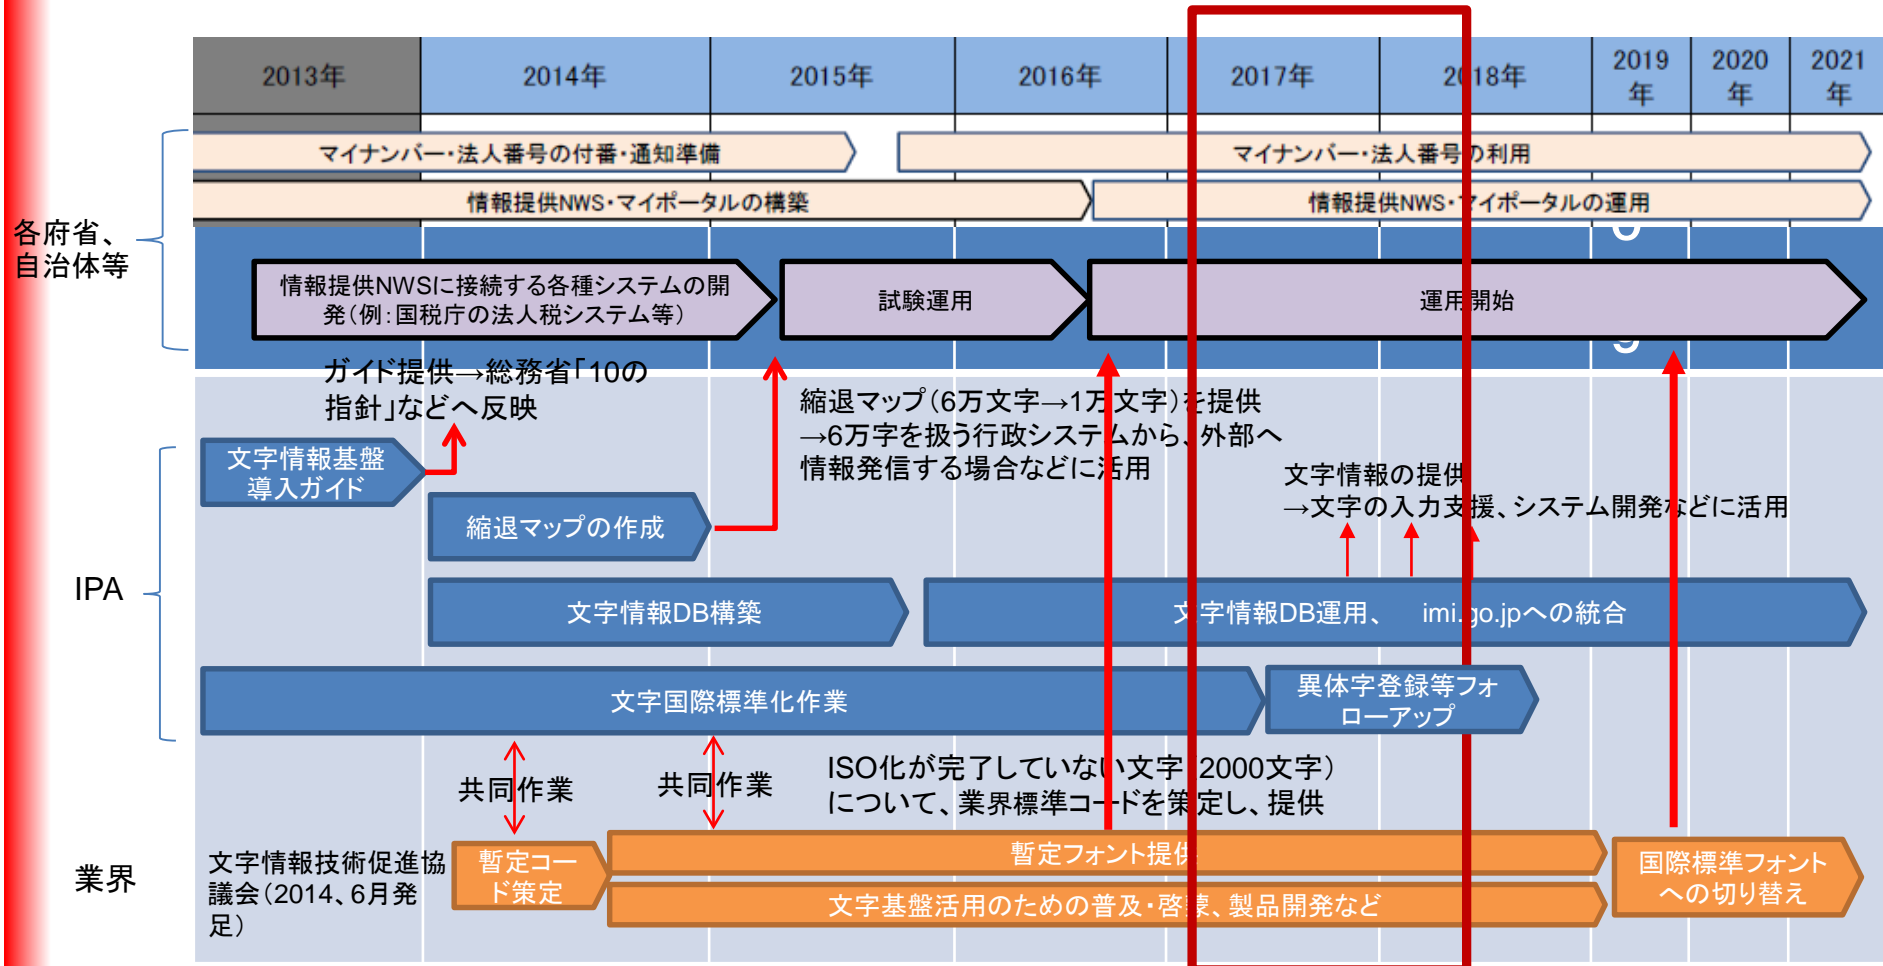 2013年
2014年
2015年
2016年
2017年
2018年
2019
年
2020
年
2021
年
マイナンバー・法人番号の付番・通知準備
マイナンバー・法人番号の利用
情報提供NWS・マイポータルの構築
情報提供NWS・マイポータルの運用
各府省、
自治体等
情報提供NWSに接続する各種システムの開
発（例：国税庁の法人税システム等）
試験運用
運用開始
ガイド提供→総務省「10の
指針」などへ反映
縮退マップ（6万文字→1万文字）を提供
→6万字を扱う行政システムから、外部へ
情報発信する場合などに活用
文字情報基盤
導入ガイド
文字情報の提供
→文字の入力支援、システム開発などに活用
縮退マップの作成
IPA
文字情報DB構築
文字情報DB運用、 imi.go.jpへの統合
文字国際標準化作業
異体字登録等フォ
ローアップ
共同作業
共同作業
ISO化が完了していない文字（2000文字）
について、業界標準コードを策定し、提供
業界
文字情報技術促進協
議会（2014、6月発
足）
暫定コー
ド策定
暫定フォント提供
文字基盤活用のための普及・啓蒙、製品開発など
国際標準フォント
への切り替え